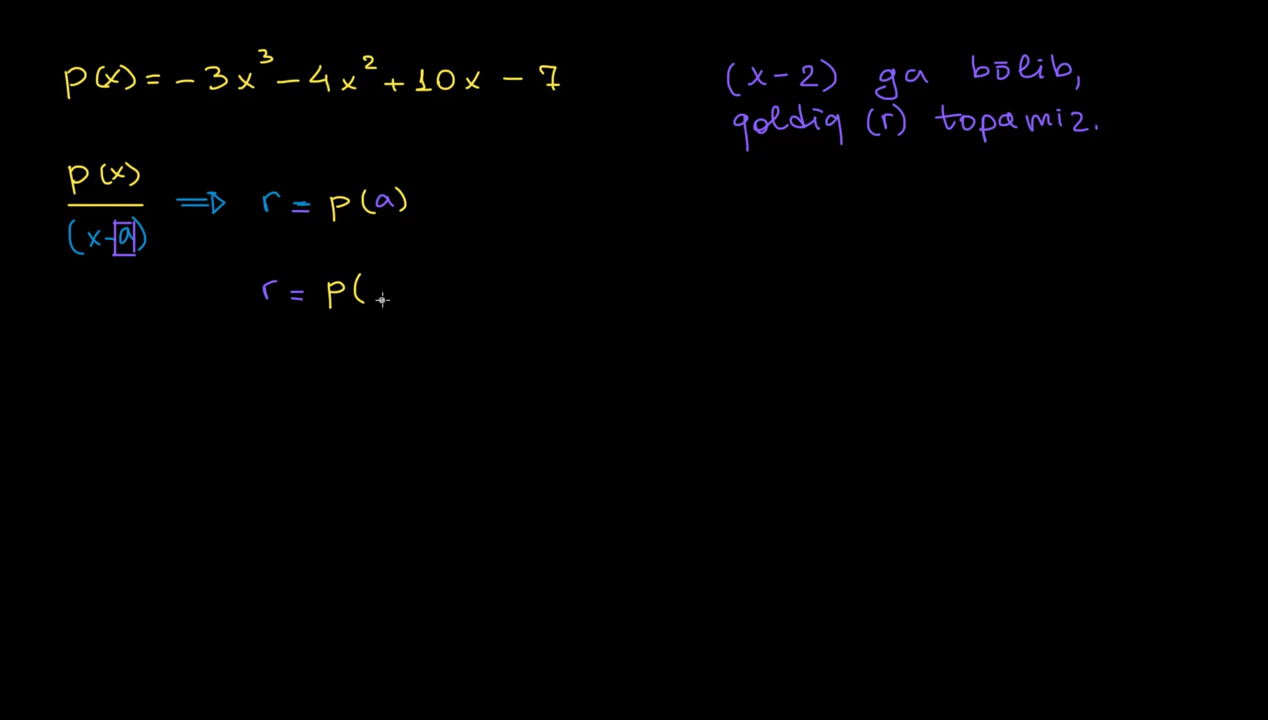 p(x) = - 3x³ - 4x² + 10x - 7
(x-2) ga bōlib,
qoldiq (r) topamiz.
p(x)
(x-a)
⇒ r = p(a)
r = p(